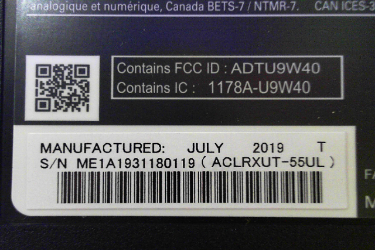 analogique et numérique, Canada BETS-7 / NTMR-7. CAN ICES-3
Contains FCC ID : ADTU9W40
Contains IC : 1178A-U9W40
MANUFACTURED: JULY 2019 T
S/N ME1A1931180119 ( ACLRXUT-55UL )
FA
M